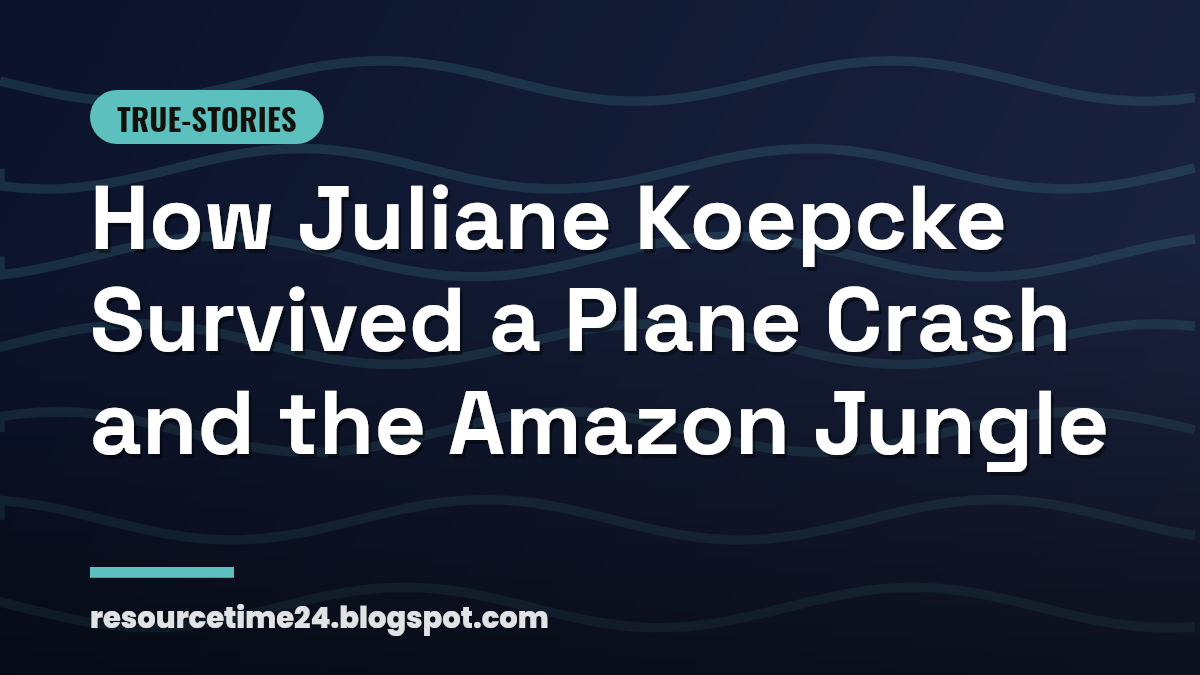 TRUE-STORIES
How Juliane Koepcke
Survived a Plane Crash
and the Amazon Jungle
resourcetime24.blogspot.com